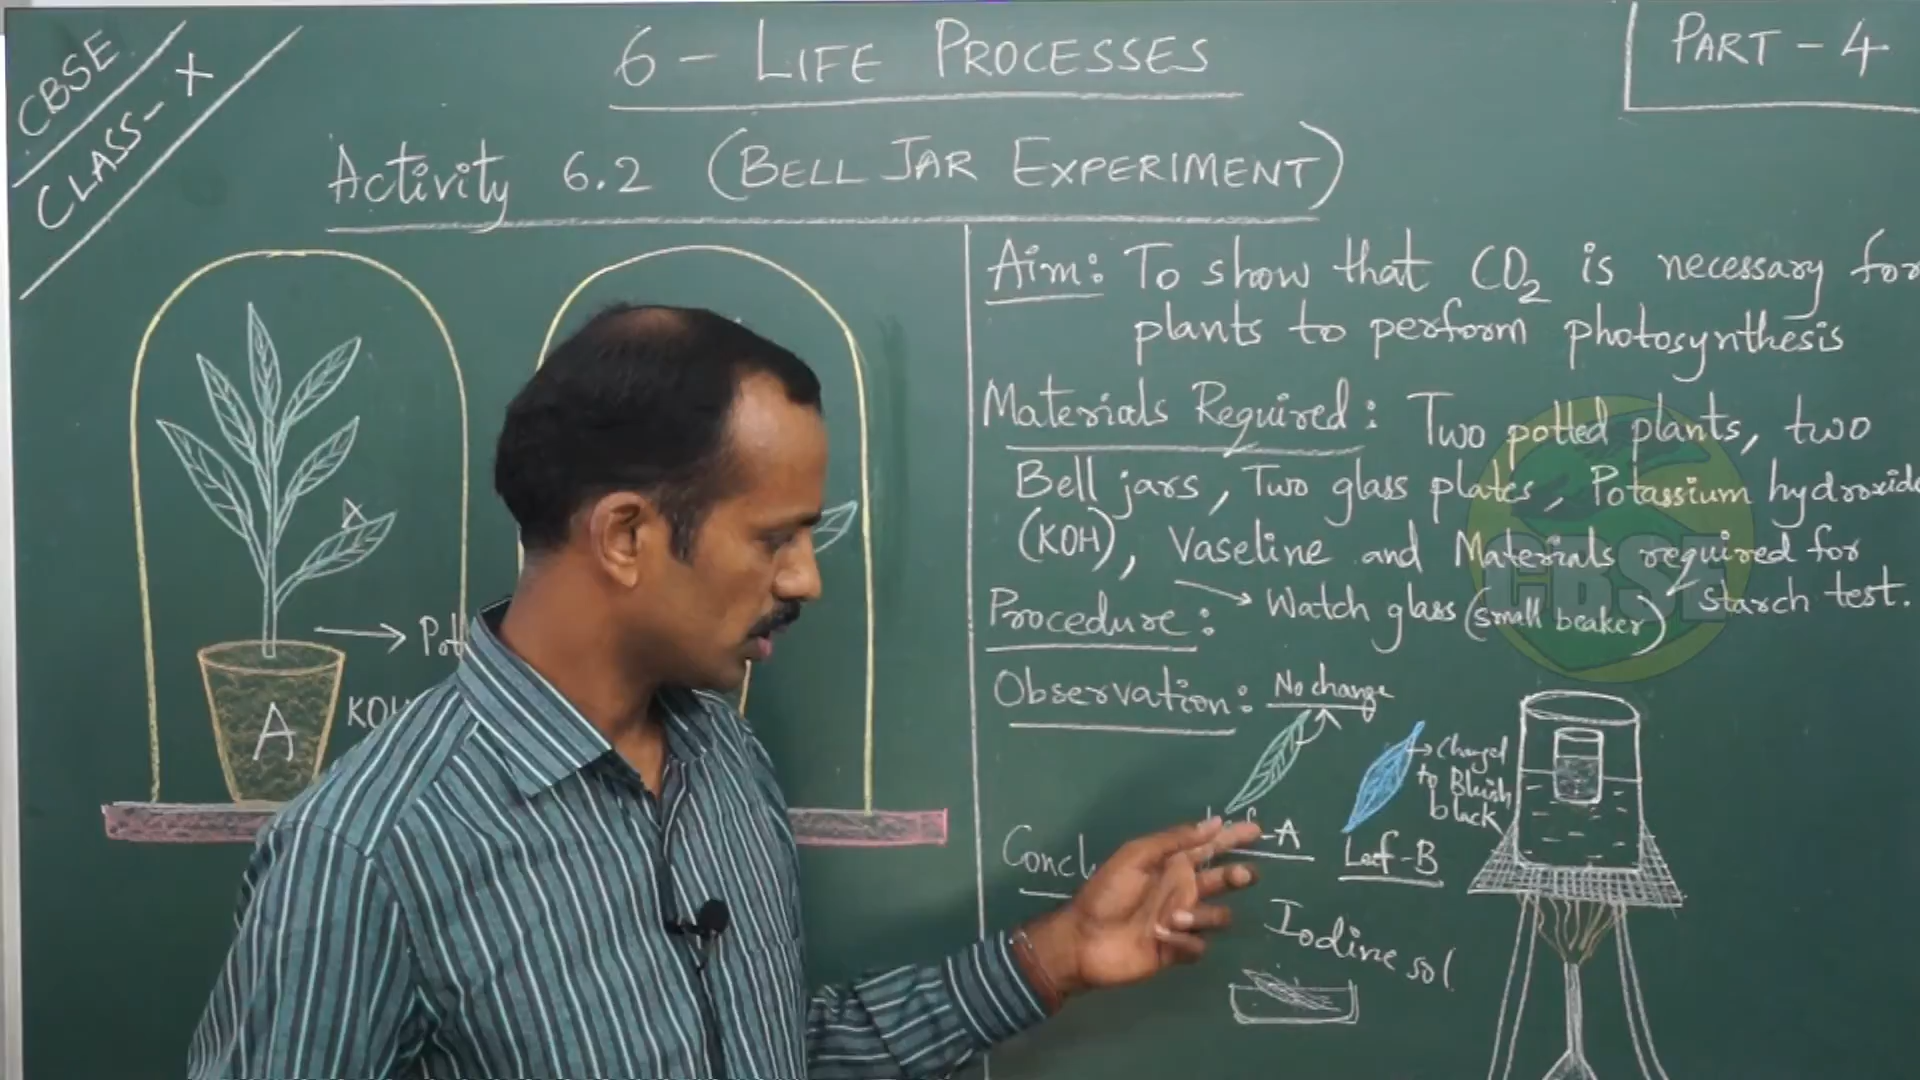 CBSE
CLASS-X
6 - LIFE PROCESSES
PART - 4
Activity 6.2 (BELL JAR EXPERIMENT)
Aim: To show that CO2 is necessary for
plants to perform photosynthesis
Materials Required: Two potted plants, two
Bell jars, Two glass plates, Potassium hydroxide
(KOH), Vaseline and Materials required for
starch test.
Watch glass (small beaker)
Procedure:
Observation: No change
Changed
to Bluish
black
-A
Leaf-B
Iodine sol
A
KOH
CBSE